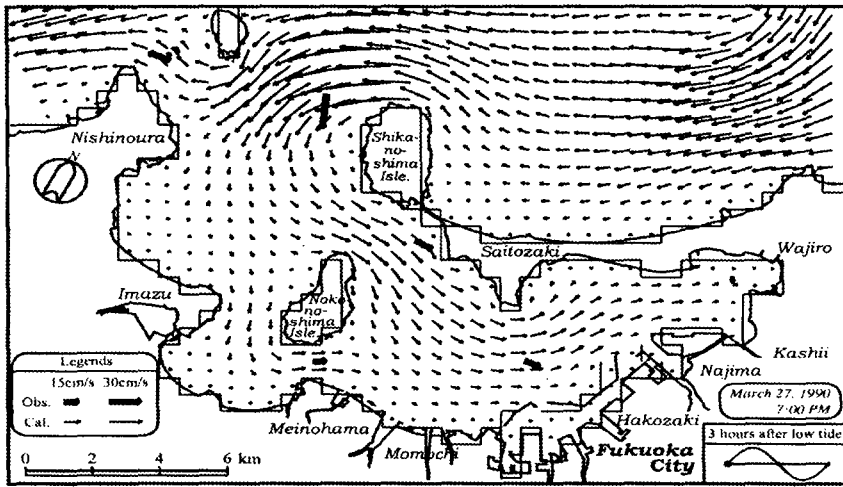 Nishinoura
N
Shika-
no-
shima
Isle.
Saitozaki
Wajiro
Imazu
Noko
no-
shima
Isle.
Kashii
Najima
Legends
15cm/s 30cm/s
Obs.
Cal.
March 27, 1990
7:00 PM
Meinohama
Hakozaki
Momochi
Fukuoka
City
3 hours after low tide
0 2 4 6 km